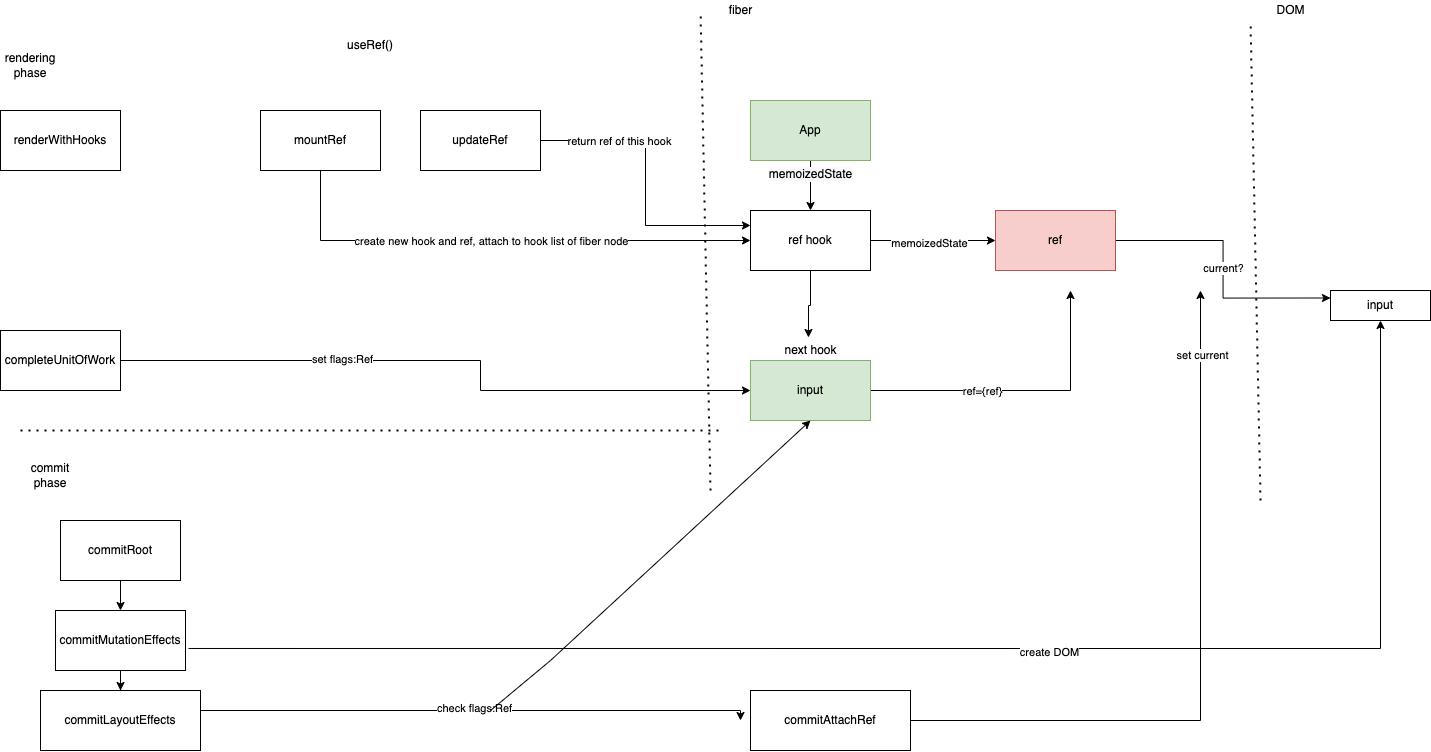 fiber
DOM
useRef()
rendering
phase
renderWithHooks
mountRef
updateRef
return ref of this hook
App
memoizedState
create new hook and ref, attach to hook list of fiber node
ref hook
memoizedState
ref
current?
input
completeUnitOfWork
set flags:Ref
next hook
input
ref={ref}
set current
commit
phase
commitRoot
commitMutationEffects
create DOM
commitLayoutEffects
check flags:Ref
commitAttachRef